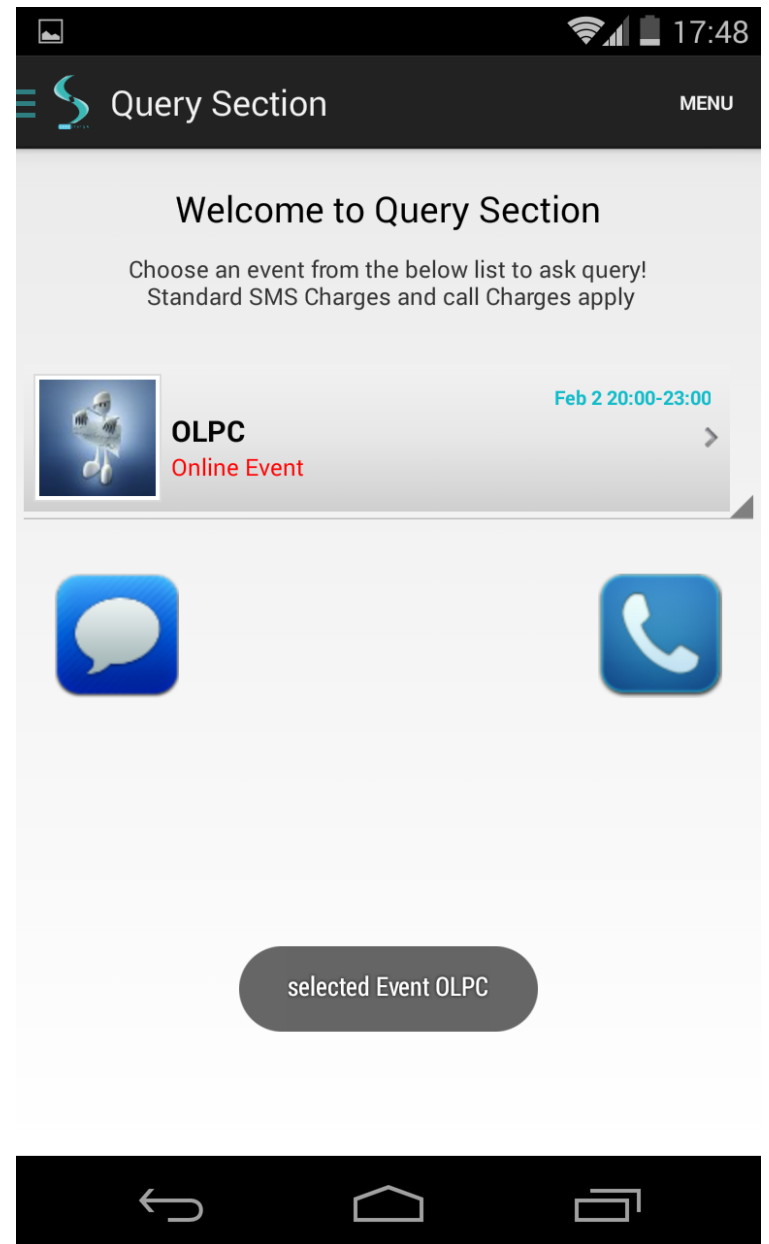 17:48
Query Section
MENU
Welcome to Query Section
Choose an event from the below list to ask query!
Standard SMS Charges and call Charges apply
Feb 2 20:00-23:00
OLPC
Online Event
selected Event OLPC